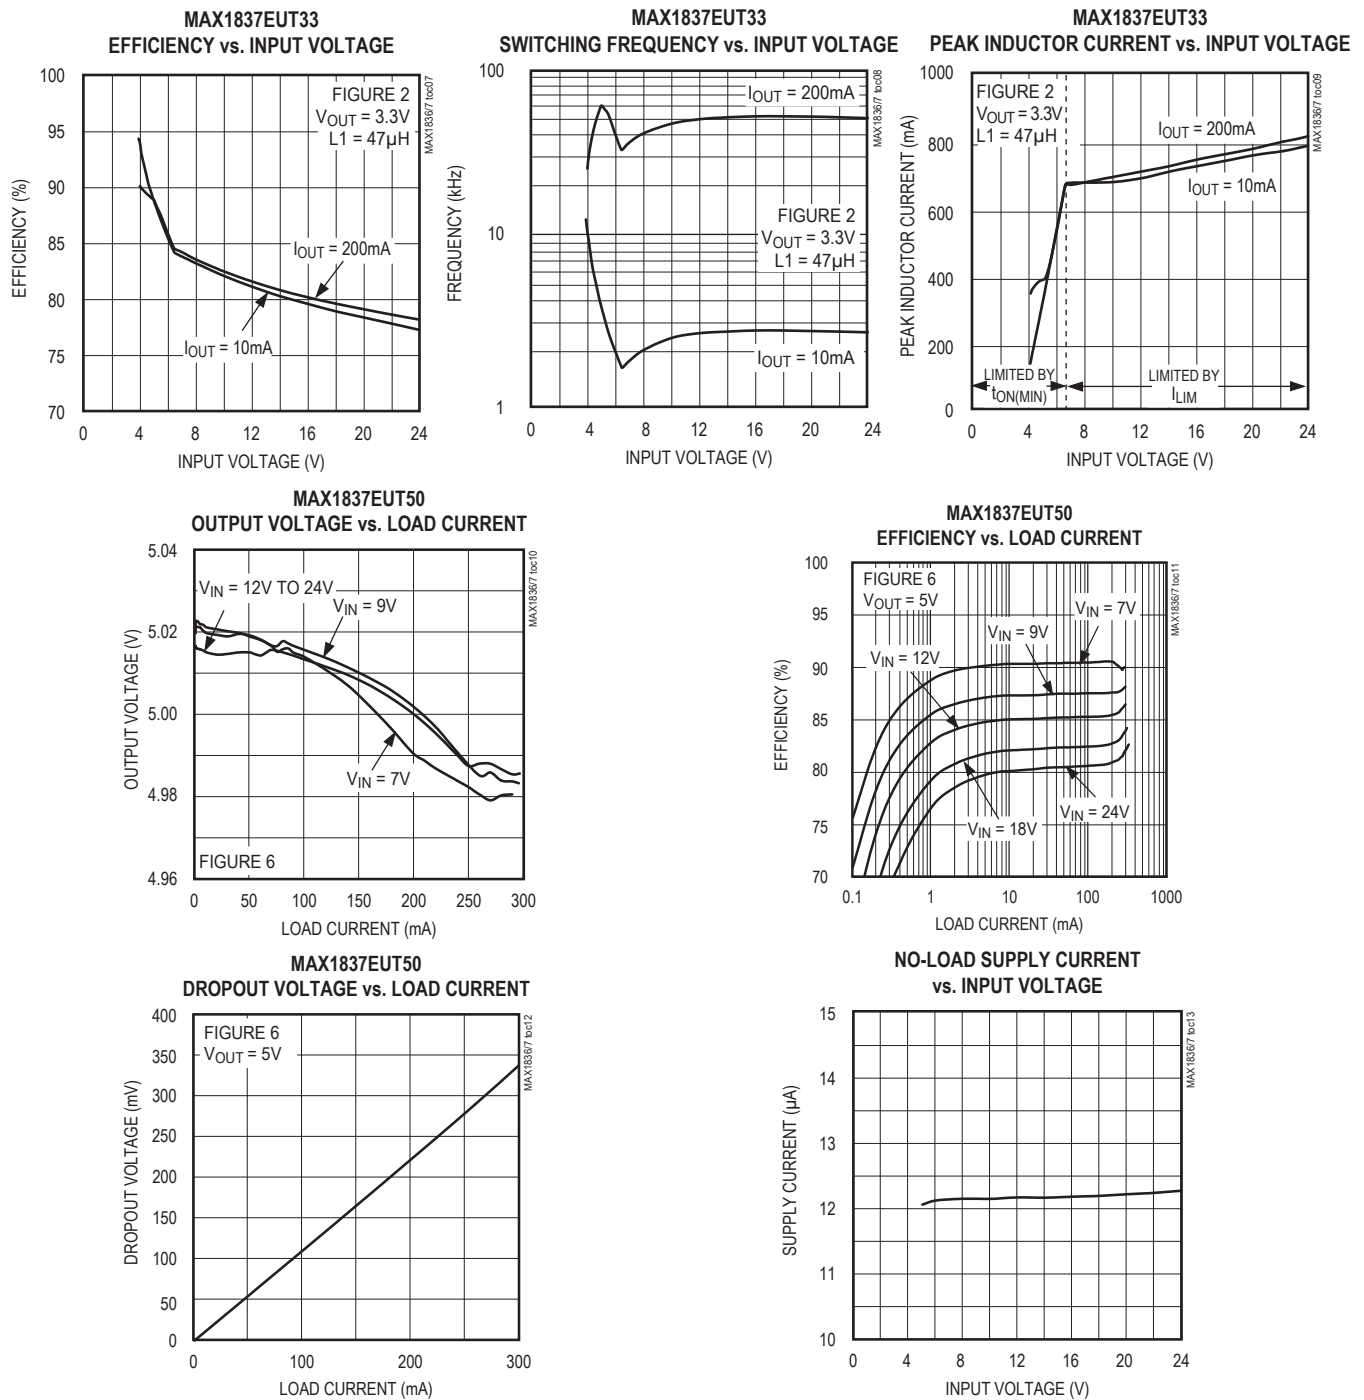 MAX1837EUT33
EFFICIENCY vs. INPUT VOLTAGE
100
95
90
85
80
75
70
EFFICIENCY (%)
FIGURE 2
VOUT = 3.3V
L1 = 47µH
IOUT = 200mA
IOUT = 10mA
MAX1836/7 toc07
0 4 8 12 16 20 24
INPUT VOLTAGE (V)
MAX1837EUT33
SWITCHING FREQUENCY vs. INPUT VOLTAGE
100
10
1
FREQUENCY (kHz)
IOUT = 200mA
FIGURE 2
VOUT = 3.3V
L1 = 47µH
IOUT = 10mA
MAX1836/7 toc08
0 4 8 12 16 20 24
INPUT VOLTAGE (V)
MAX1837EUT33
PEAK INDUCTOR CURRENT vs. INPUT VOLTAGE
1000
800
600
400
200
0
PEAK INDUCTOR CURRENT (mA)
FIGURE 2
VOUT = 3.3V
L1 = 47µH
IOUT = 200mA
IOUT = 10mA
LIMITED BY
tON(MIN)
LIMITED BY
ILIM
MAX1836/7 toc09
0 4 8 12 16 20 24
INPUT VOLTAGE (V)
MAX1837EUT50
OUTPUT VOLTAGE vs. LOAD CURRENT
5.04
5.02
5.00
4.98
4.96
OUTPUT VOLTAGE (V)
VIN = 12V TO 24V
VIN = 9V
VIN = 7V
FIGURE 6
MAX1836/7 toc10
0 50 100 150 200 250 300
LOAD CURRENT (mA)
MAX1837EUT50
EFFICIENCY vs. LOAD CURRENT
100
95
90
85
80
75
70
EFFICIENCY (%)
FIGURE 6
VOUT = 5V
VIN = 7V
VIN = 9V
VIN = 12V
VIN = 24V
VIN = 18V
MAX1836/7 toc11
0.1 1 10 100 1000
LOAD CURRENT (mA)
MAX1837EUT50
DROPOUT VOLTAGE vs. LOAD CURRENT
400
350
300
250
200
150
100
50
0
DROPOUT VOLTAGE (mV)
FIGURE 6
VOUT = 5V
MAX1836/7 toc12
0 100 200 300
LOAD CURRENT (mA)
NO-LOAD SUPPLY CURRENT
vs. INPUT VOLTAGE
15
14
13
12
11
10
SUPPLY CURRENT (µA)
MAX1836/7 toc13
0 4 8 12 16 20 24
INPUT VOLTAGE (V)